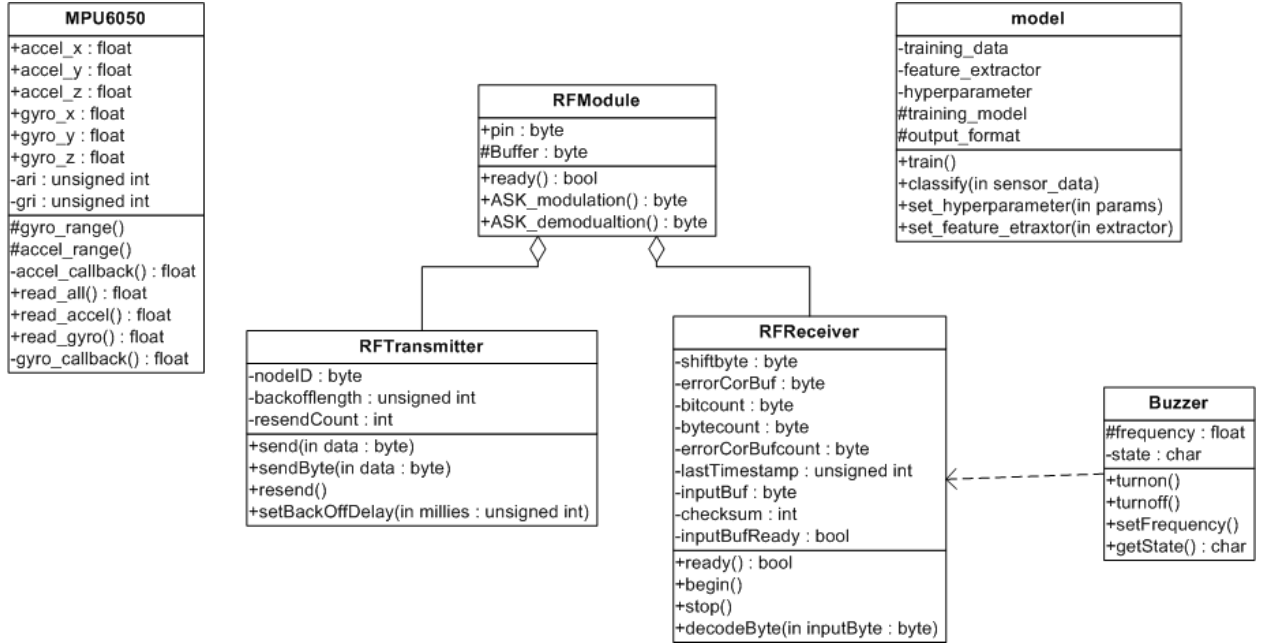 MPU6050
+accel_x : float
+accel_y : float
+accel_z : float
+gyro_x : float
+gyro_y : float
+gyro_z : float
-ari : unsigned int
-gri : unsigned int
#gyro_range()
#accel_range()
-accel_callback() : float
+read_all() : float
+read_accel() : float
+read_gyro() : float
-gyro_callback() : float
RFModule
+pin : byte
#Buffer : byte
+ready() : bool
+ASK_modulation() : byte
+ASK_demodualtion() : byte
model
-training_data
-feature_extractor
-hyperparameter
#training_model
#output_format
+train()
+classify(in sensor_data)
+set_hyperparameter(in params)
+set_feature_etraxtor(in extractor)
RFTransmitter
-nodeID : byte
-backofflength : unsigned int
-resendCount : int
+send(in data : byte)
+sendByte(in data : byte)
+resend()
+setBackOffDelay(in millies : unsigned int)
RFReceiver
-shiftbyte : byte
-errorCorBuf : byte
-bitcount : byte
-bytecount : byte
-errorCorBufcount : byte
-lastTimestamp : unsigned int
-inputBuf : byte
-checksum : int
-inputBufReady : bool
+ready() : bool
+begin()
+stop()
+decodeByte(in inputByte : byte)
Buzzer
#frequency : float
-state : char
+turnon()
+turnoff()
+setFrequency()
+getState() : char